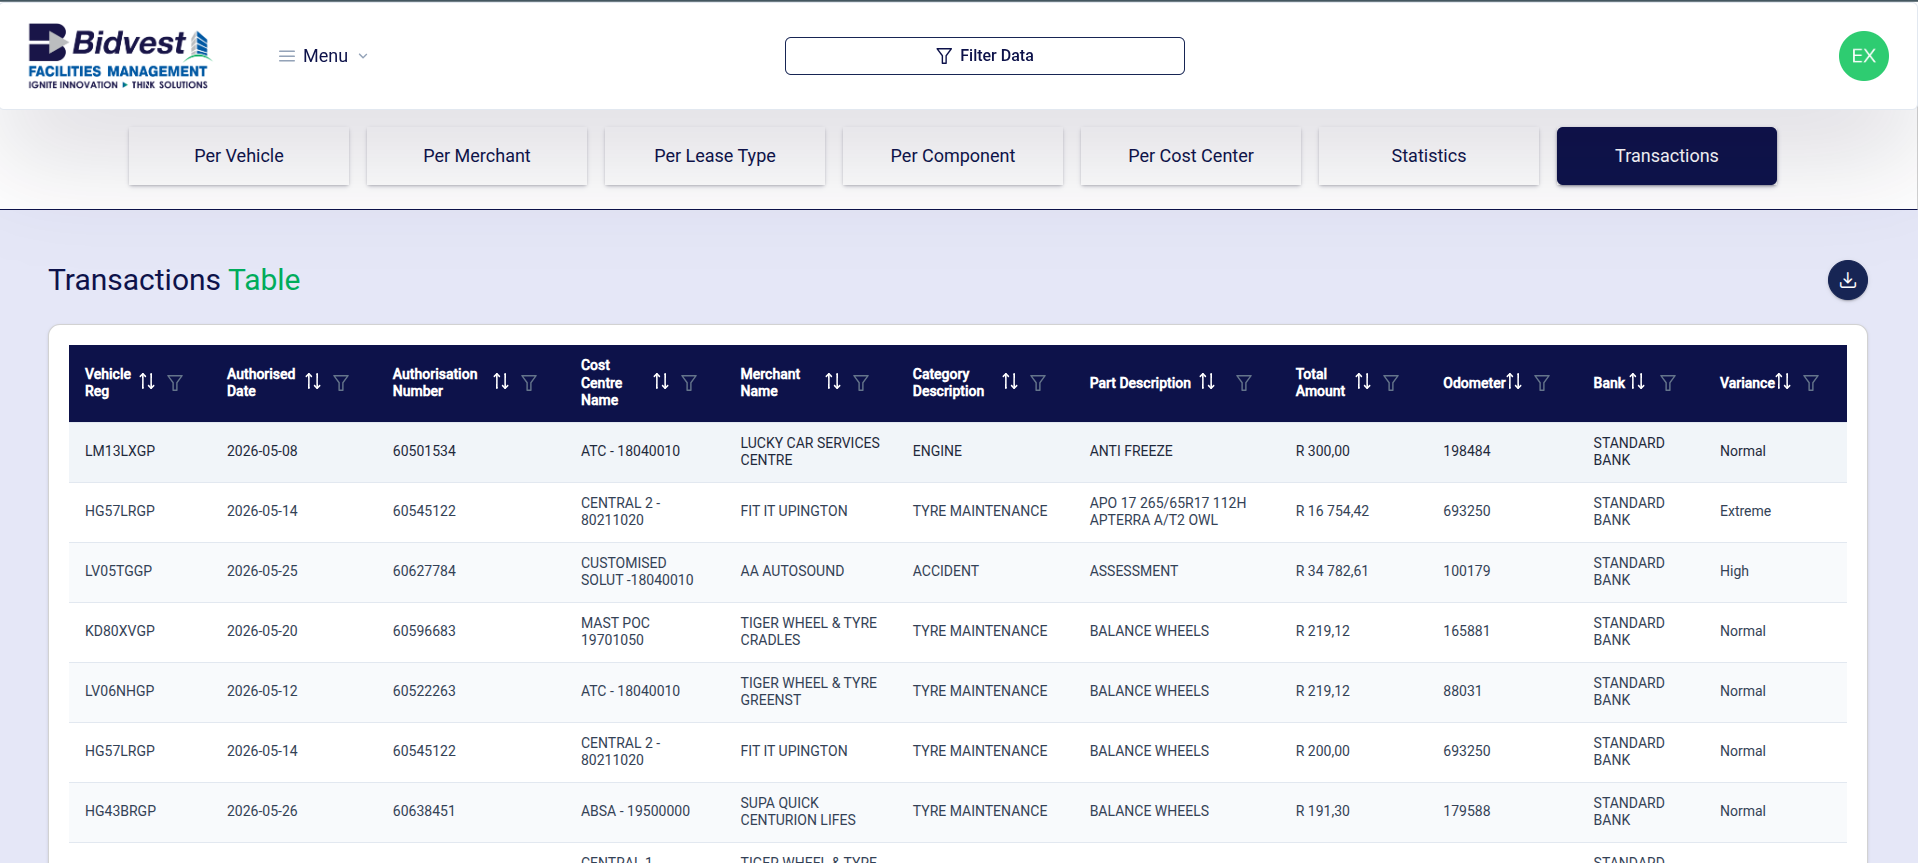 Bidvest
FACILITIES MANAGEMENT
IGNITE INNOVATION ▸ THI2K SOLUTIONS
Menu
Filter Data
EX
Per Vehicle
Per Merchant
Per Lease Type
Per Component
Per Cost Center
Statistics
Transactions
Transactions Table
Vehicle
Reg
Authorised
Date
Authorisation
Number
Cost
Centre
Name
Merchant
Name
Category
Description
Part Description
Total
Amount
Odometer
Bank
Variance
LM13LXGP
2026-05-08
60501534
ATC - 18040010
LUCKY CAR SERVICES
CENTRE
ENGINE
ANTI FREEZE
R 300,00
198484
STANDARD
BANK
Normal
HG57LRGP
2026-05-14
60545122
CENTRAL 2 -
80211020
FIT IT UPINGTON
TYRE MAINTENANCE
APO 17 265/65R17 112H
APTERRA A/T2 OWL
R 16 754,42
693250
STANDARD
BANK
Extreme
LV05TGGP
2026-05-25
60627784
CUSTOMISED
SOLUT -18040010
AA AUTOSOUND
ACCIDENT
ASSESSMENT
R 34 782,61
100179
STANDARD
BANK
High
KD80XVGP
2026-05-20
60596683
MAST POC
19701050
TIGER WHEEL & TYRE
CRADLES
TYRE MAINTENANCE
BALANCE WHEELS
R 219,12
165881
STANDARD
BANK
Normal
LV06NHGP
2026-05-12
60522263
ATC - 18040010
TIGER WHEEL & TYRE
GREENST
TYRE MAINTENANCE
BALANCE WHEELS
R 219,12
88031
STANDARD
BANK
Normal
HG57LRGP
2026-05-14
60545122
CENTRAL 2 -
80211020
FIT IT UPINGTON
TYRE MAINTENANCE
BALANCE WHEELS
R 200,00
693250
STANDARD
BANK
Normal
HG43BRGP
2026-05-26
60638451
ABSA - 19500000
SUPA QUICK
CENTURION LIFES
TYRE MAINTENANCE
BALANCE WHEELS
R 191,30
179588
STANDARD
BANK
Normal
CENTRAL 1
TIGER WHEEL & TYRE
STANDARD